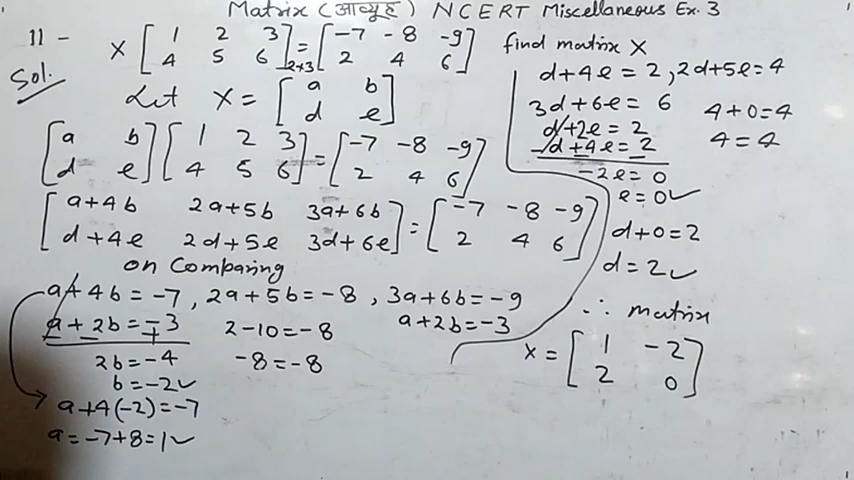 Matrix (आव्यूह) NCERT Miscellaneous Ex. 3
11 - X [ 1 2 3 ; 4 5 6 ]₂ₓ₃ = [ -7 -8 -9 ; 2 4 6 ] find matrix X
Sol.
Let X = [ a b ; d e ]
[ a b ; d e ] [ 1 2 3 ; 4 5 6 ] = [ -7 -8 -9 ; 2 4 6 ]
[ a+4b 2a+5b 3a+6b ; d+4e 2d+5e 3d+6e ] = [ -7 -8 -9 ; 2 4 6 ]
on Comparing
a+4b = -7, 2a+5b = -8, 3a+6b = -9
a+2b = -3 2-10 = -8 a+2b = -3
2b = -4 -8 = -8
b = -2 ✓
a+4(-2) = -7
a = -7+8 = 1 ✓
d+4e = 2, 2d+5e = 4
3d+6e = 6 4+0=4
d+2e = 2 4=4
d+4e = 2
-2e = 0
e = 0 ✓
d+0=2
d = 2 ✓
∴ matrix
X = [ 1 -2 ; 2 0 ]